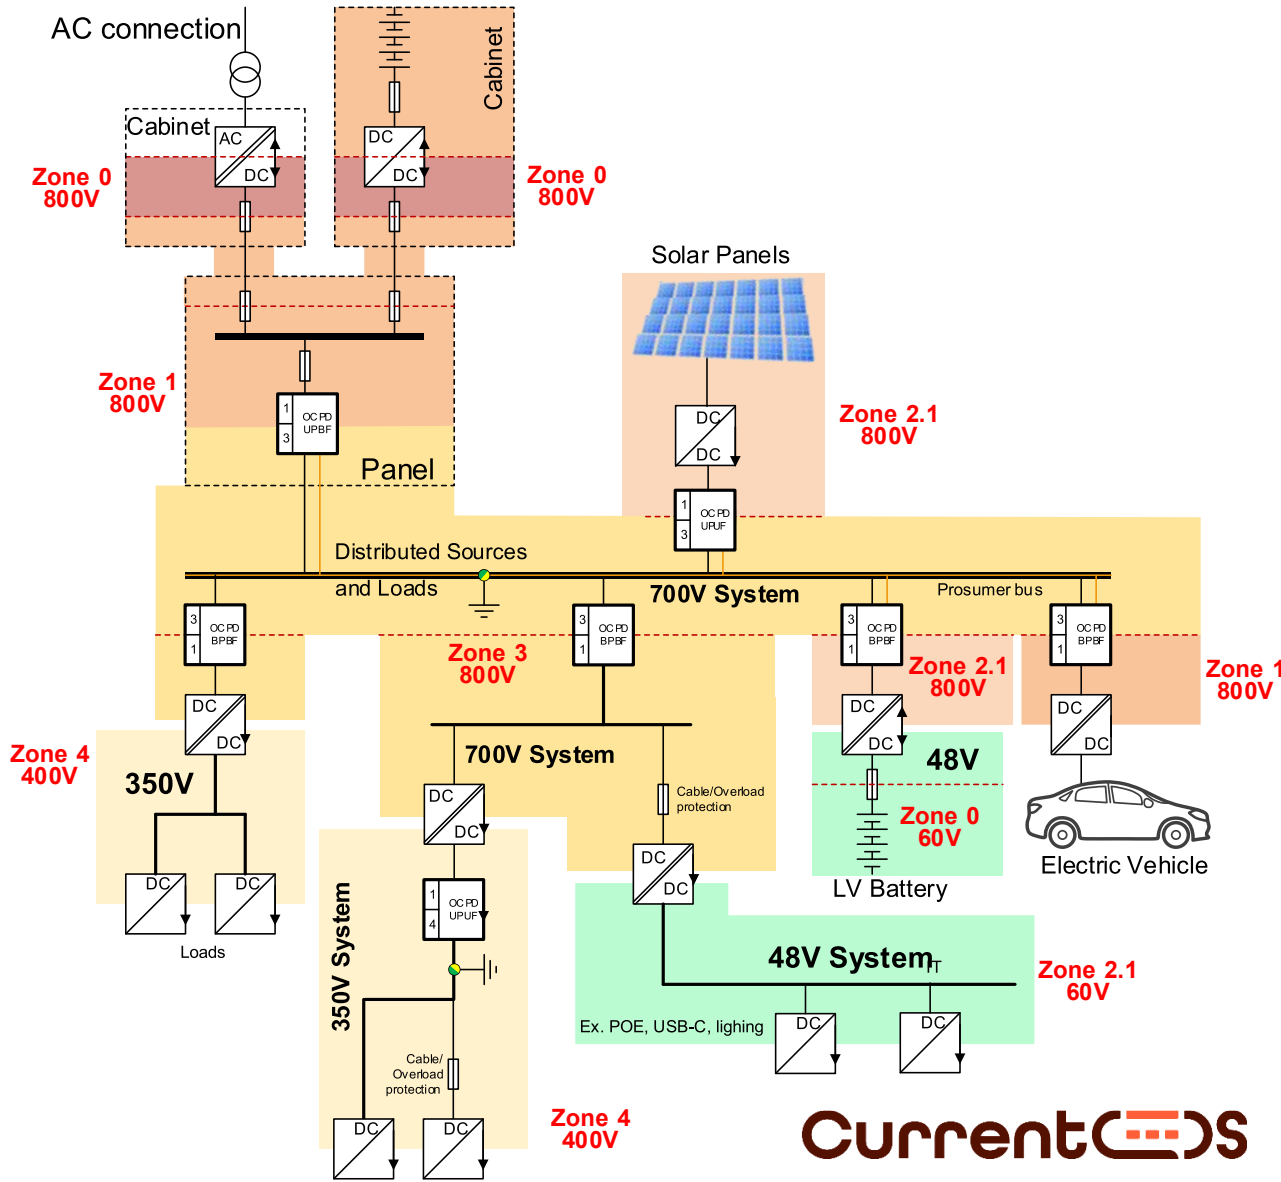 AC connection
Cabinet
Cabinet
AC
DC
DC
DC
Zone 0
800V
Zone 0
800V
Solar Panels
Zone 1
800V
1
3
OCPD
UPBF
Panel
DC
DC
Zone 2.1
800V
1
3
OCPD
UPUF
Distributed Sources
and Loads
700V System
Prosumer bus
3
1
OCPD
BPBF
3
1
OCPD
BPBF
3
1
OCPD
BPBF
3
1
OCPD
BPBF
Zone 3
800V
Zone 2.1
800V
Zone 1
800V
DC
DC
DC
DC
DC
DC
Zone 4
400V
350V
700V System
48V
DC
DC
Cable/Overload
protection
Zone 0
60V
DC
DC
Electric Vehicle
LV Battery
DC
DC
Loads
1
4
OCPD
UPUF
350V System
48V System
IT
Zone 2.1
60V
Ex. POE, USB-C, lighing
DC
DC
Cable/
Overload
protection
DC
DC
Zone 4
400V
CurrentOS